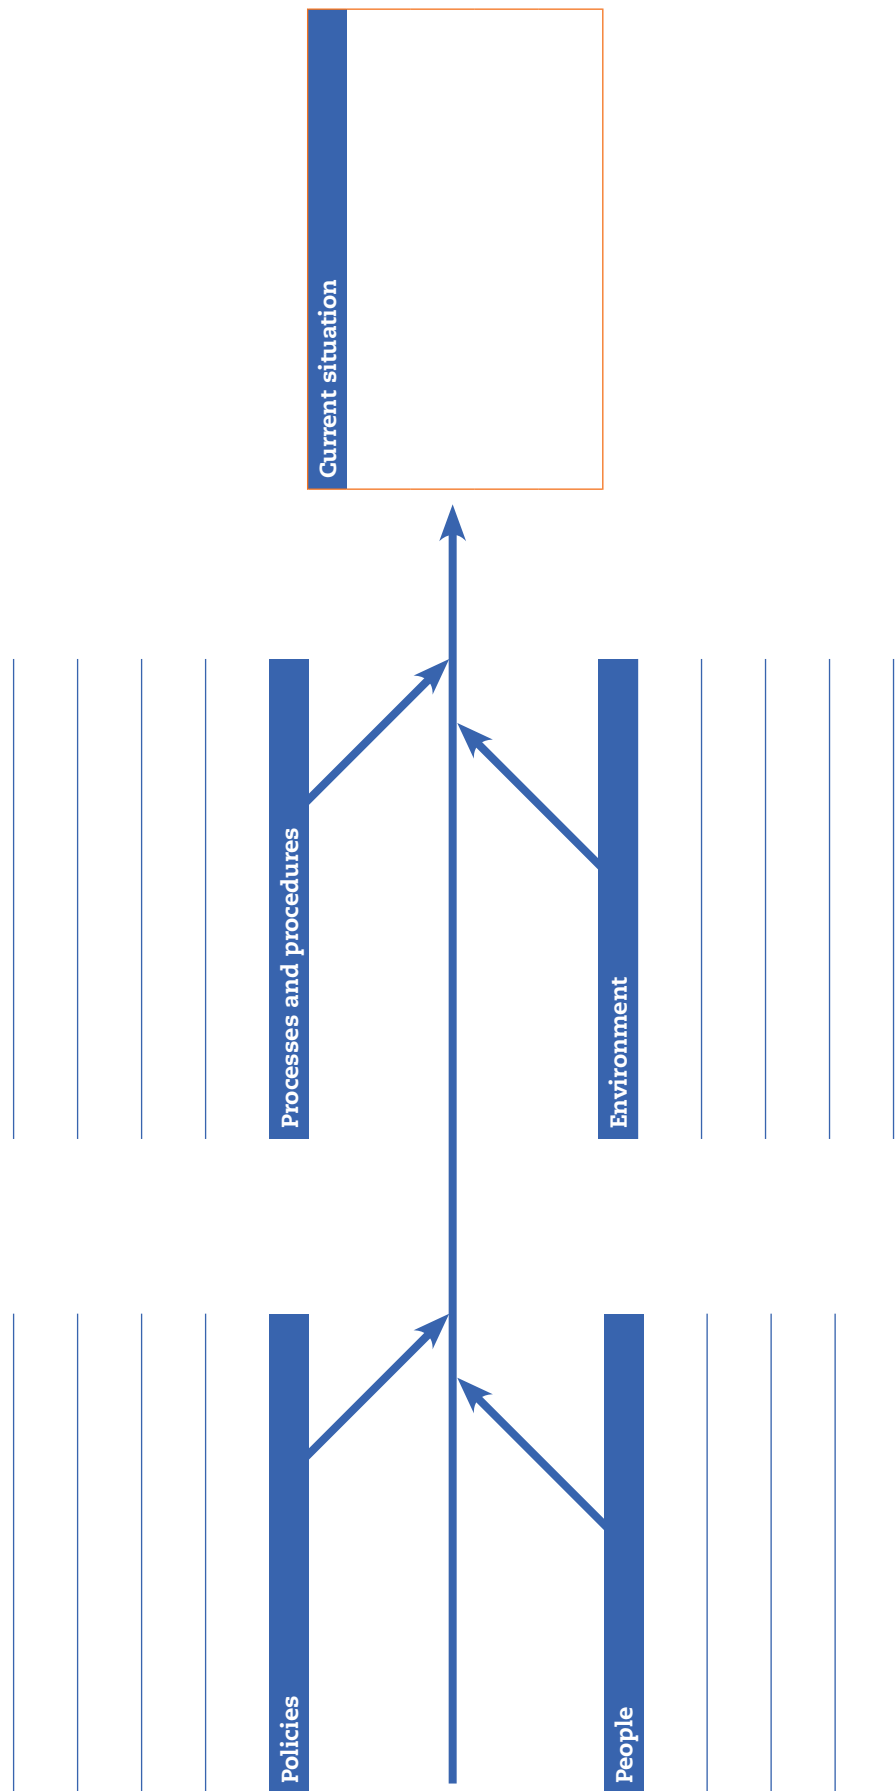 Policies
Processes and procedures
Current situation
People
Environment